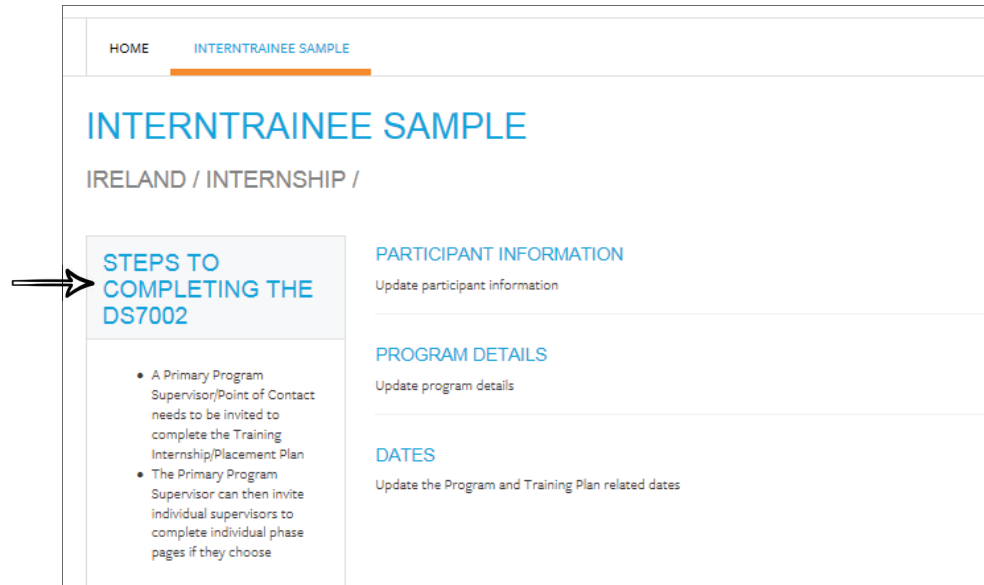 HOME INTERNTRAINEE SAMPLE
INTERNTRAINEE SAMPLE
IRELAND / INTERNSHIP /
STEPS TO
COMPLETING THE
DS7002
• A Primary Program
Supervisor/Point of Contact
needs to be invited to
complete the Training
Internship/Placement Plan
• The Primary Program
Supervisor can then invite
individual supervisors to
complete individual phase
pages if they choose
PARTICIPANT INFORMATION
Update participant information
PROGRAM DETAILS
Update program details
DATES
Update the Program and Training Plan related dates